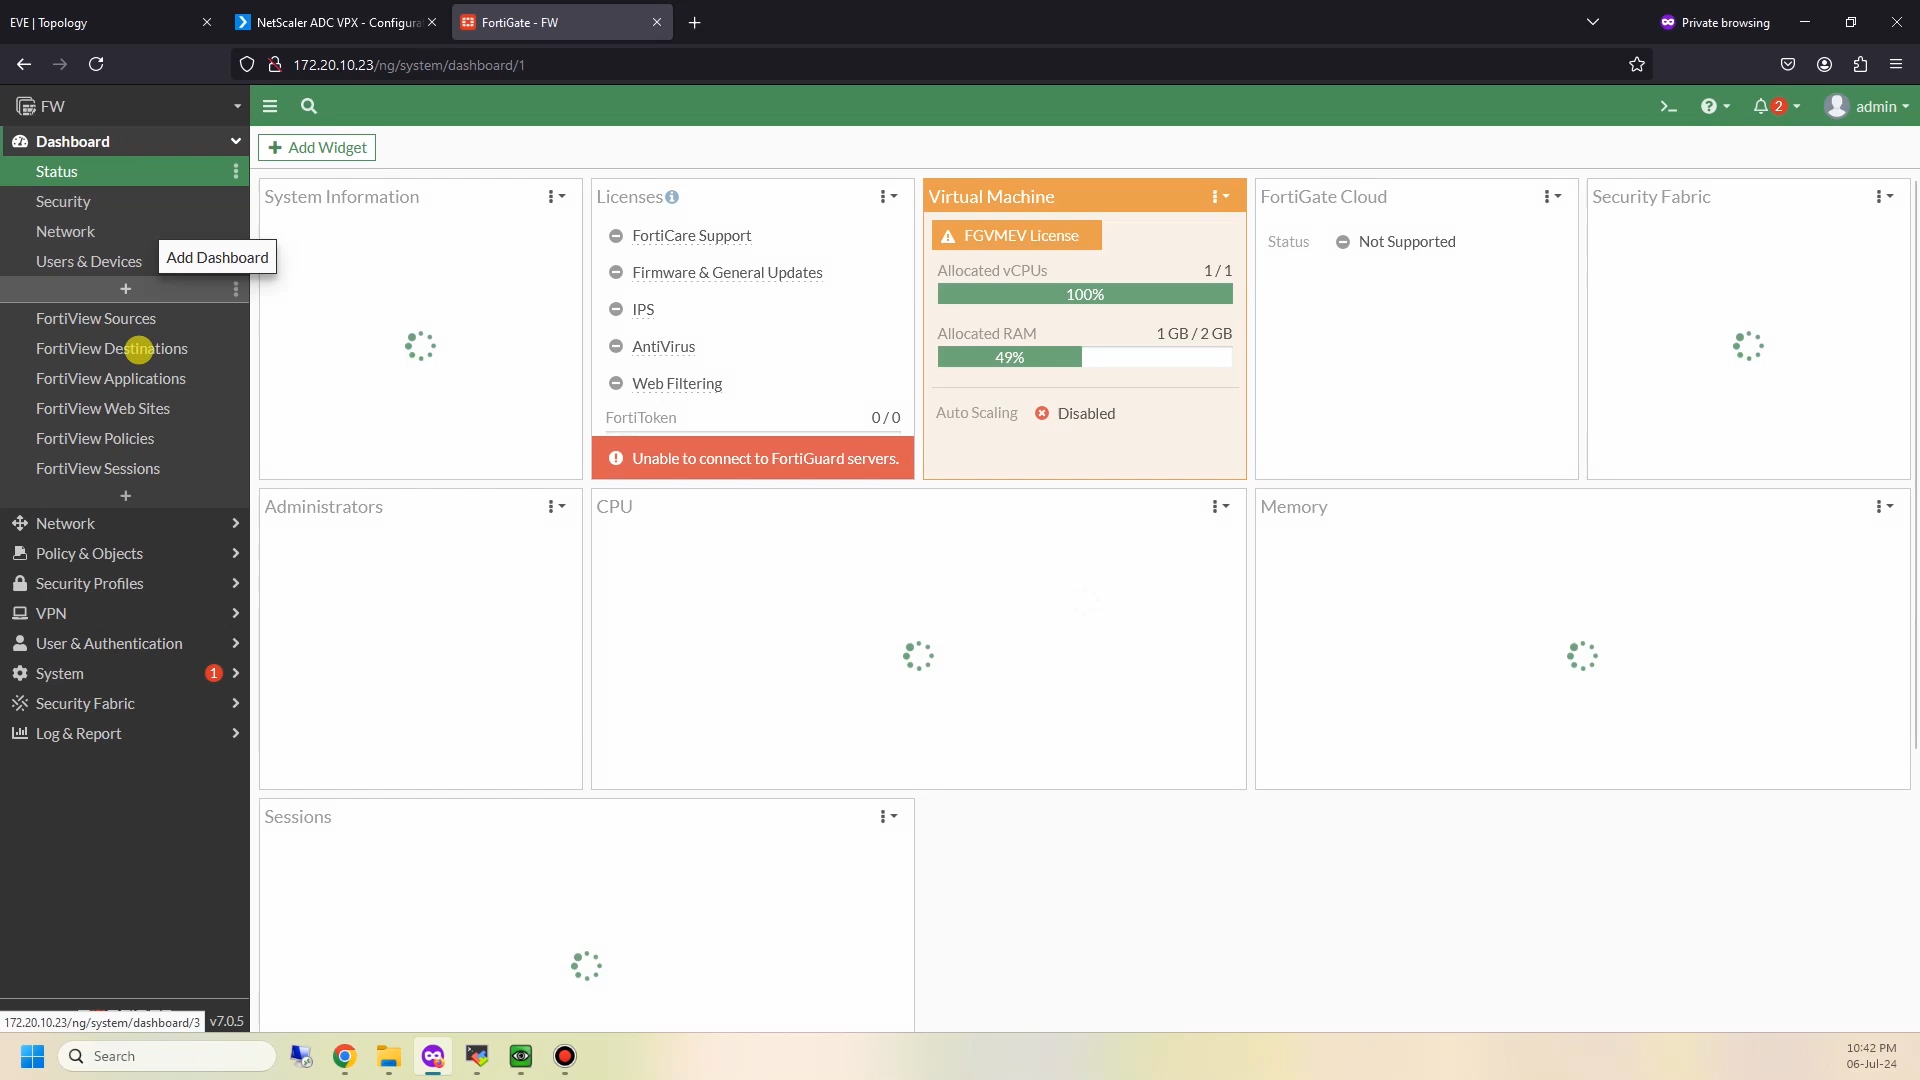 EVE | Topology
NetScaler ADC VPX - Configura
FortiGate - FW
Private browsing
172.20.10.23/ng/system/dashboard/1
FW
2
admin
Dashboard
Status
Security
Network
Users & Devices
Add Dashboard
FortiView Sources
FortiView Destinations
FortiView Applications
FortiView Web Sites
FortiView Policies
FortiView Sessions
Network
Policy & Objects
Security Profiles
VPN
User & Authentication
System
1
Security Fabric
Log & Report
172.20.10.23/ng/system/dashboard/3
v7.0.5
Add Widget
System Information
Licenses
FortiCare Support
Firmware & General Updates
IPS
AntiVirus
Web Filtering
FortiToken 0 / 0
Unable to connect to FortiGuard servers.
Virtual Machine
FGVMEV License
Allocated vCPUs 1 / 1
100%
Allocated RAM 1 GB / 2 GB
49%
Auto Scaling Disabled
FortiGate Cloud
Status Not Supported
Security Fabric
Administrators
CPU
Memory
Sessions
Search
10:42 PM
06-Jul-24